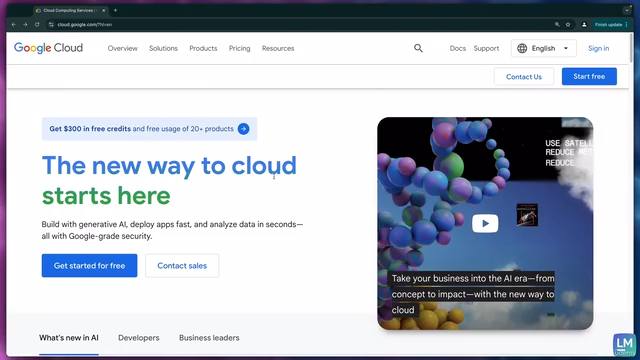 Cloud Computing Services |
cloud.google.com/?hl=en
Finish update
Google Cloud
Overview
Solutions
Products
Pricing
Resources
Docs
Support
English
Sign in
Contact Us
Start free
Get $300 in free credits and free usage of 20+ products
The new way to cloud
starts here
Build with generative AI, deploy apps fast, and analyze data in seconds—
all with Google-grade security.
Get started for free
Contact sales
USE SATELL
REDUCE
REDUCE
Take your business into the AI era—from
concept to impact—with the new way to
cloud
What's new in AI
Developers
Business leaders
LM